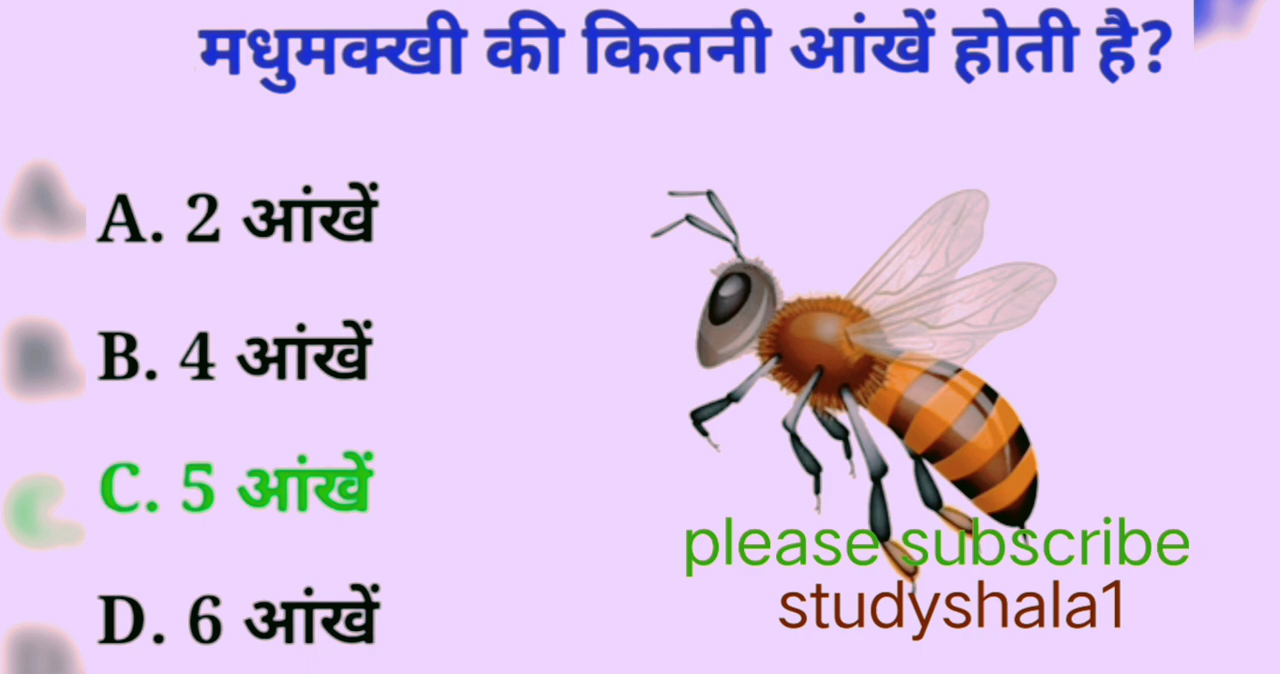 मधुमक्खी की कितनी आंखें होती है?
A. 2 आंखें
B. 4 आंखें
C. 5 आंखें
D. 6 आंखें
please subscribe
studyshala1